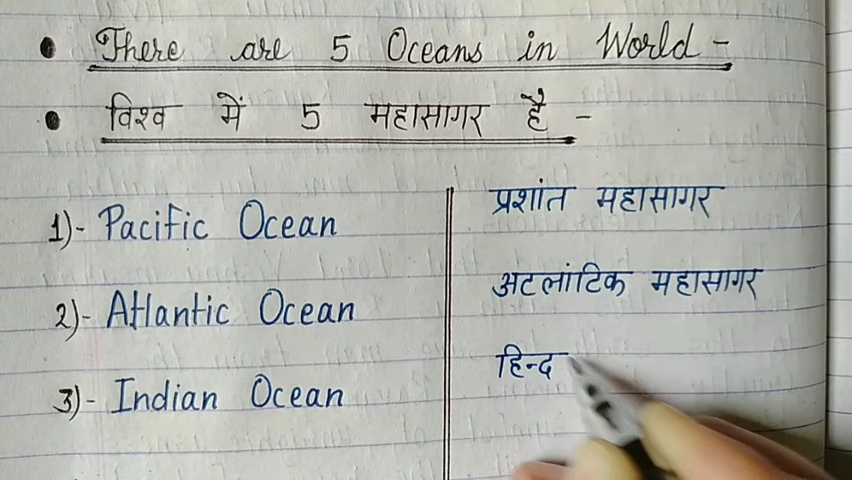 There are 5 Oceans in World -
विश्व में 5 महासागर है -
1)- Pacific Ocean प्रशांत महासागर
2)- Atlantic Ocean अटलांटिक महासागर
3)- Indian Ocean हिन्द